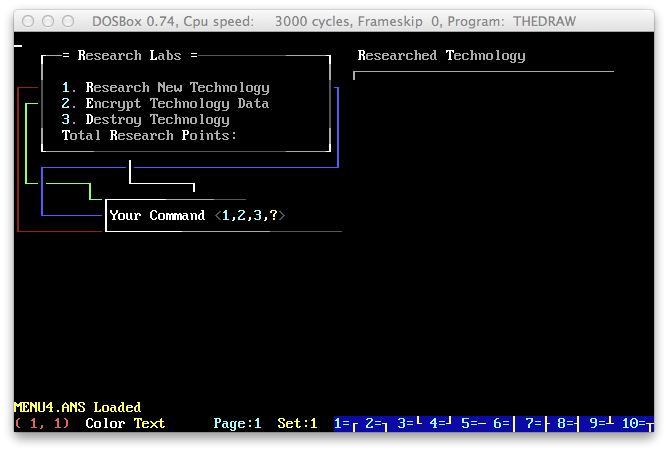 DOSBox 0.74, Cpu speed: 3000 cycles, Frameskip 0, Program: THEDRAW
= Research Labs =
Researched Technology
1. Research New Technology
2. Encrypt Technology Data
3. Destroy Technology
Total Research Points:
Your Command <1,2,3,?>
MENU4.ANS Loaded
( 1, 1) Color Text Page:1 Set:1 1=┌ 2=┐ 3=└ 4=┘ 5=─ 6=│ 7=├ 8=┤ 9=┴ 10=┬